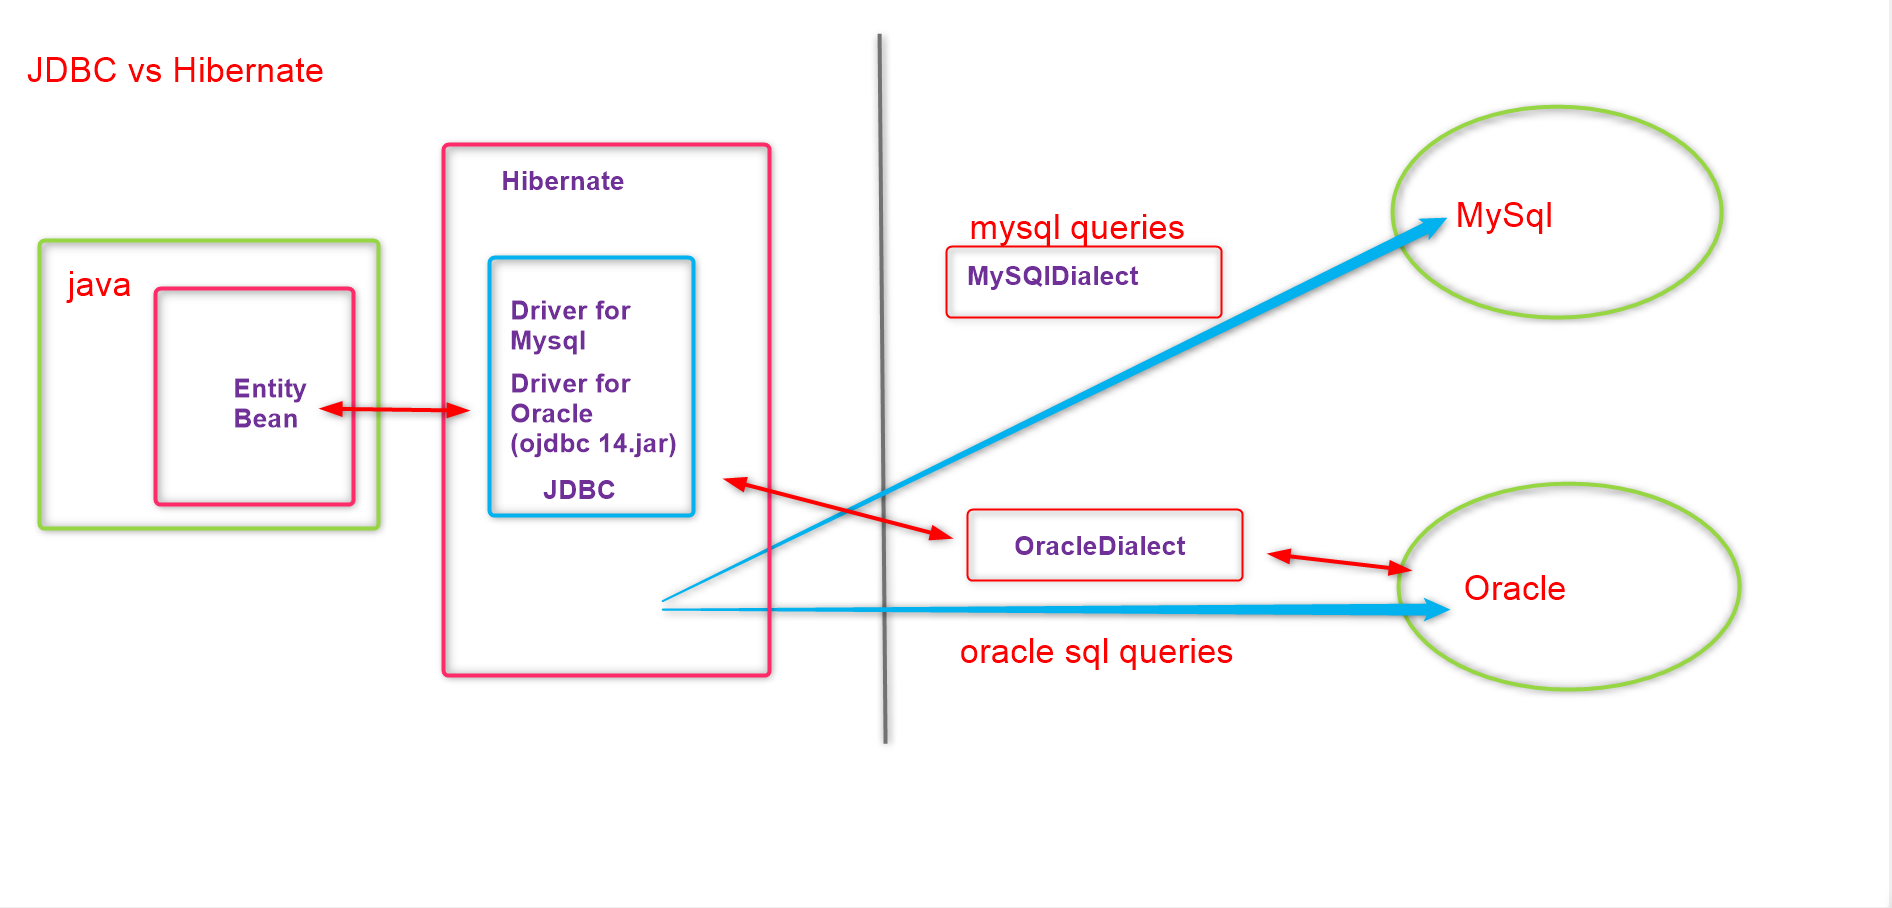 JDBC vs Hibernate
java
Entity
Bean
Hibernate
Driver for
Mysql
Driver for
Oracle
(ojdbc 14.jar)
JDBC
mysql queries
MySQlDialect
OracleDialect
oracle sql queries
MySql
Oracle